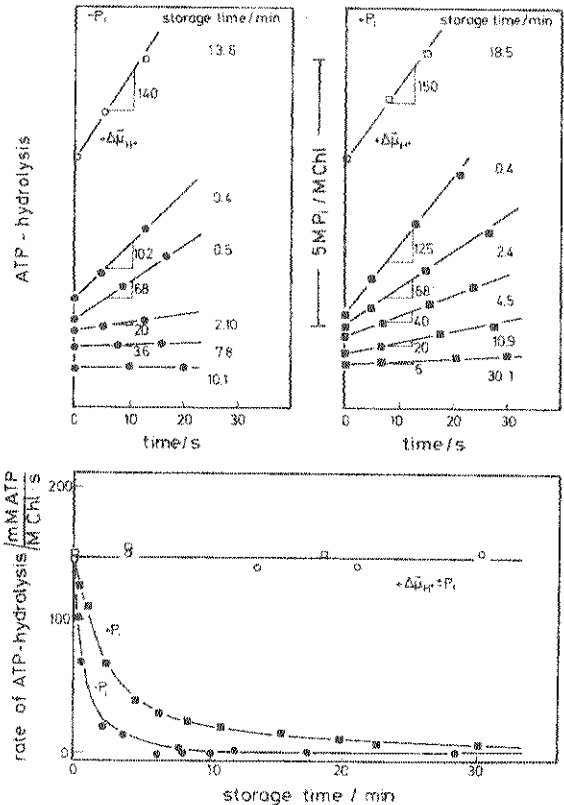 -Pᵢ storage time/min
13.6
140
+Δμ̃H⁺
0.4
102
0.5
68
20
2.10
3.6
7.8
10.1
0 10 20 30
time/s
ATP-hydrolysis
5MPᵢ/MChl
+Pᵢ storage time/min
18.5
150
+Δμ̃H⁺
0.4
125
2.4
68
4.5
40
10.9
20
6
30.1
0 10 20 30
time/s
rate of ATP-hydrolysis/mM ATP
M Chl·s
200
100
0
+Δμ̃H⁺ ±Pᵢ
+Pᵢ
-Pᵢ
0 10 20 30
storage time / min